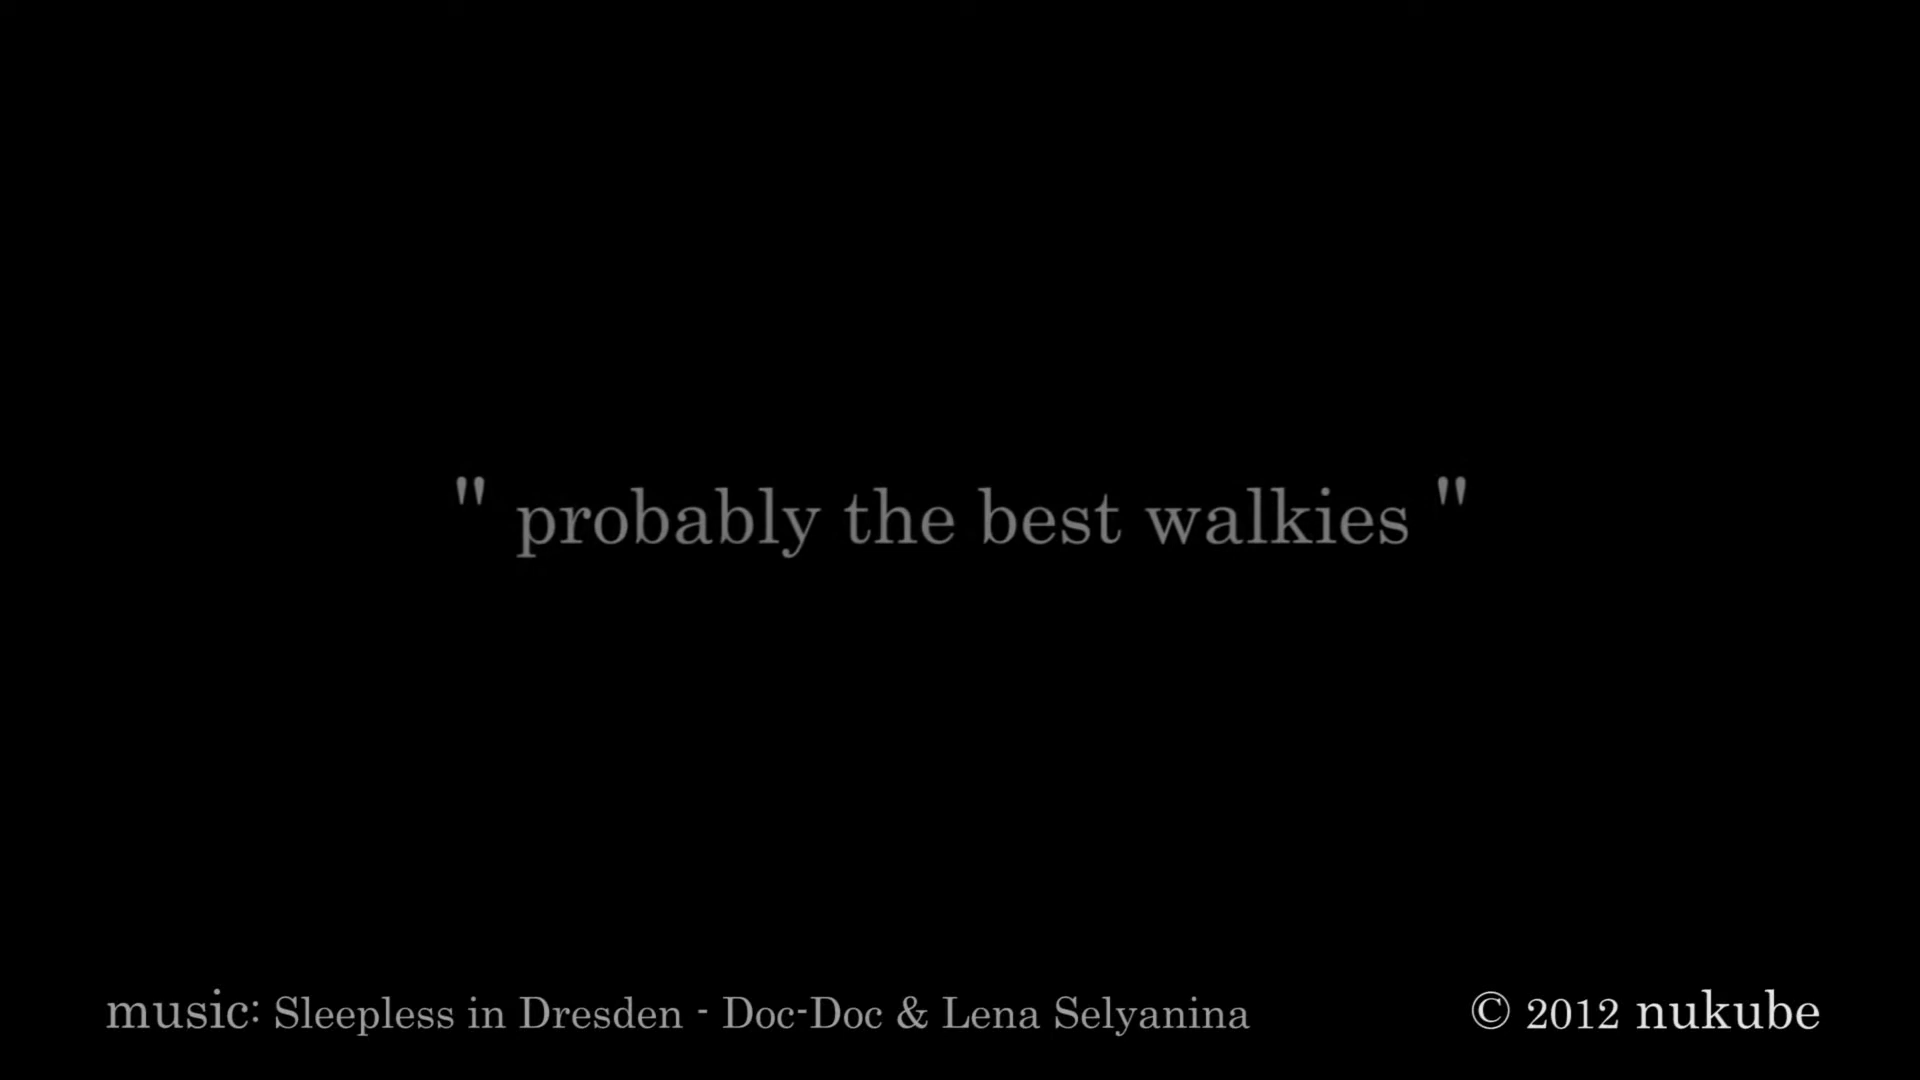 " probably the best walkies "
music: Sleepless in Dresden - Doc-Doc & Lena Selyanina
© 2012 nukube